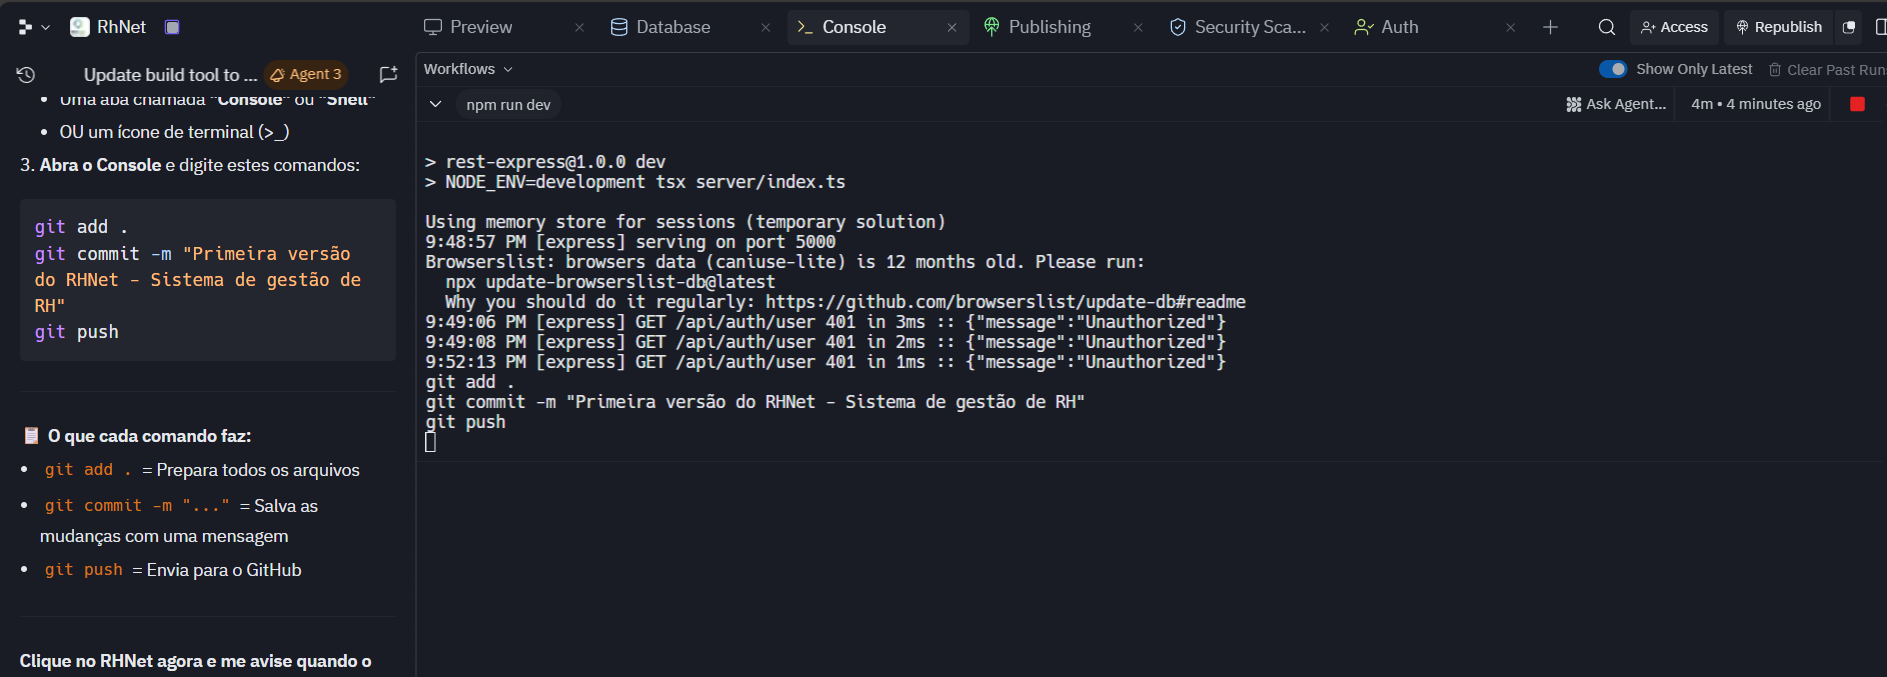 RhNet
Preview
Database
Console
Publishing
Security Sca...
Auth
Access
Republish
Update build tool to ...
Agent 3
Workflows
Show Only Latest
Clear Past Runs
Uma aba chamada "Console" ou "Shell"
OU um ícone de terminal (>_)
3. Abra o Console e digite estes comandos:
git add .
git commit -m "Primeira versão
do RHNet - Sistema de gestão de
RH"
git push
O que cada comando faz:
git add . = Prepara todos os arquivos
git commit -m "..." = Salva as
mudanças com uma mensagem
git push = Envia para o GitHub
Clique no RHNet agora e me avise quando o
npm run dev
Ask Agent...
4m • 4 minutes ago
> rest-express@1.0.0 dev
> NODE_ENV=development tsx server/index.ts
Using memory store for sessions (temporary solution)
9:48:57 PM [express] serving on port 5000
Browserslist: browsers data (caniuse-lite) is 12 months old. Please run:
npx update-browserslist-db@latest
Why you should do it regularly: https://github.com/browserslist/update-db#readme
9:49:06 PM [express] GET /api/auth/user 401 in 3ms :: {"message":"Unauthorized"}
9:49:08 PM [express] GET /api/auth/user 401 in 2ms :: {"message":"Unauthorized"}
9:52:13 PM [express] GET /api/auth/user 401 in 1ms :: {"message":"Unauthorized"}
git add .
git commit -m "Primeira versão do RHNet - Sistema de gestão de RH"
git push